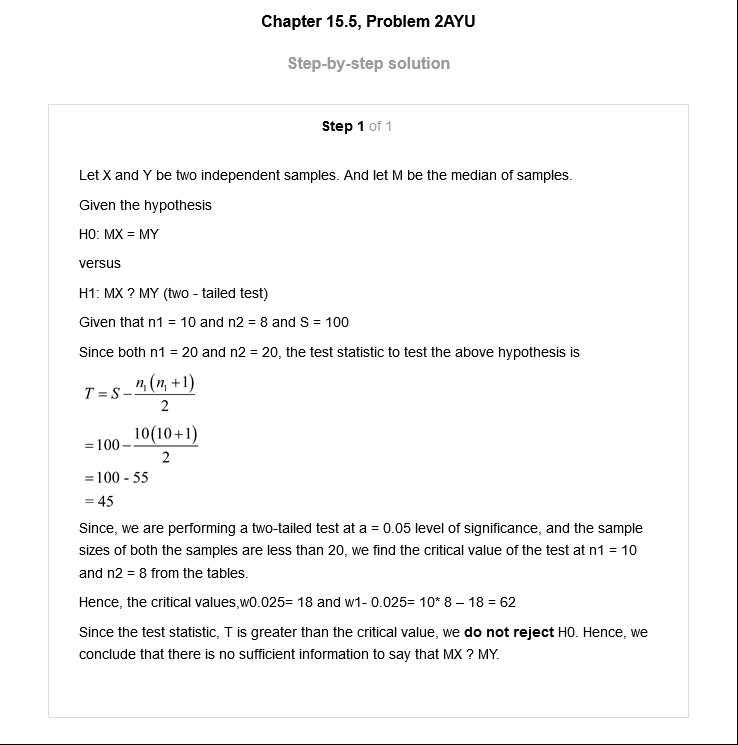 Chapter 15.5, Problem 2AYU
Step-by-step solution
Step 1 of 1
Let X and Y be two independent samples. And let M be the median of samples.
Given the hypothesis
H0: MX = MY
versus
H1: MX ? MY (two - tailed test)
Given that n1 = 10 and n2 = 8 and S = 100
Since both n1 = 20 and n2 = 20, the test statistic to test the above hypothesis is
T = S - n₁(n₁ +1) / 2
= 100 - 10(10+1) / 2
= 100 - 55
= 45
Since, we are performing a two-tailed test at a = 0.05 level of significance, and the sample
sizes of both the samples are less than 20, we find the critical value of the test at n1 = 10
and n2 = 8 from the tables.
Hence, the critical values,w0.025= 18 and w1- 0.025= 10* 8 – 18 = 62
Since the test statistic, T is greater than the critical value, we do not reject H0. Hence, we
conclude that there is no sufficient information to say that MX ? MY.